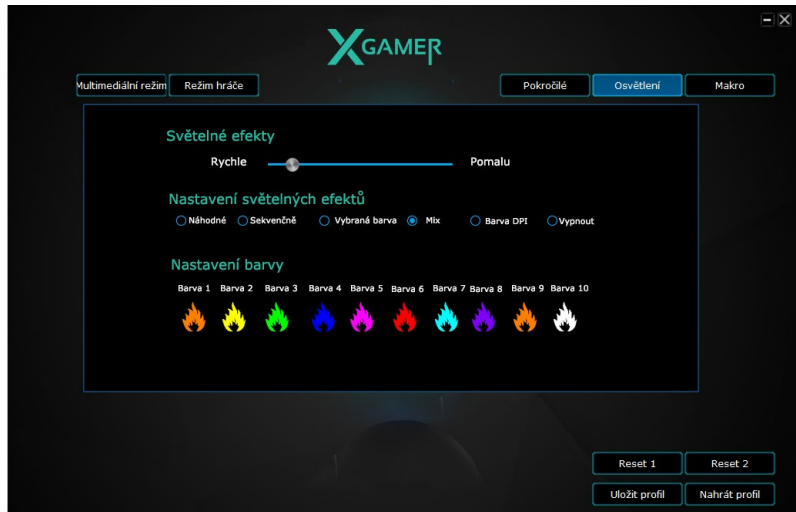 XGAMER
Multimediální režim Režim hráče Pokročilé Osvětlení Makro
Světelné efekty
Rychle Pomalu
Nastavení světelných efektů
Náhodné Sekvenčně Vybraná barva Mix Barva DPI Vypnout
Nastavení barvy
Barva 1 Barva 2 Barva 3 Barva 4 Barva 5 Barva 6 Barva 7 Barva 8 Barva 9 Barva 10
Reset 1 Reset 2
Uložit profil Nahrát profil